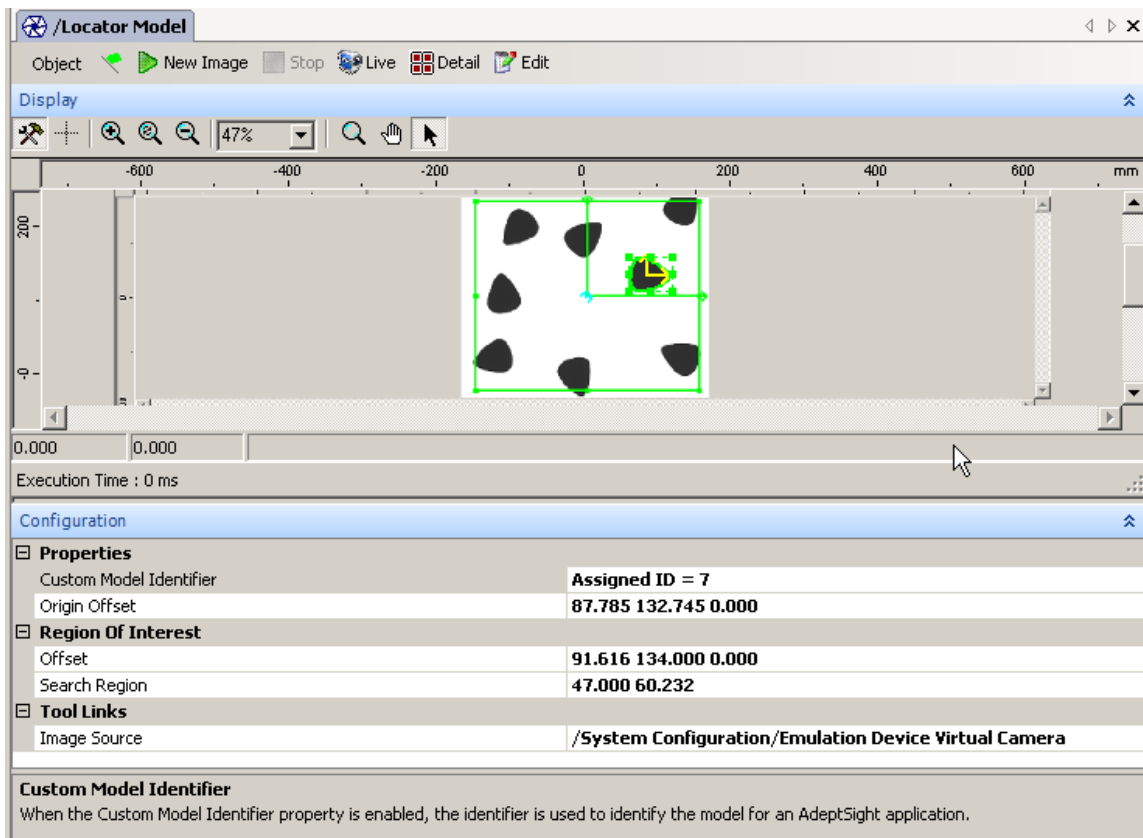 /Locator Model
Object New Image Stop Live Detail Edit
Display
47%
-600 -400 -200 0 200 400 600 mm
200
0
-0
0.000 0.000
Execution Time : 0 ms
Configuration
Properties
Custom Model Identifier Assigned ID = 7
Origin Offset 87.785 132.745 0.000
Region Of Interest
Offset 91.616 134.000 0.000
Search Region 47.000 60.232
Tool Links
Image Source /System Configuration/Emulation Device Virtual Camera
Custom Model Identifier
When the Custom Model Identifier property is enabled, the identifier is used to identify the model for an AdeptSight application.